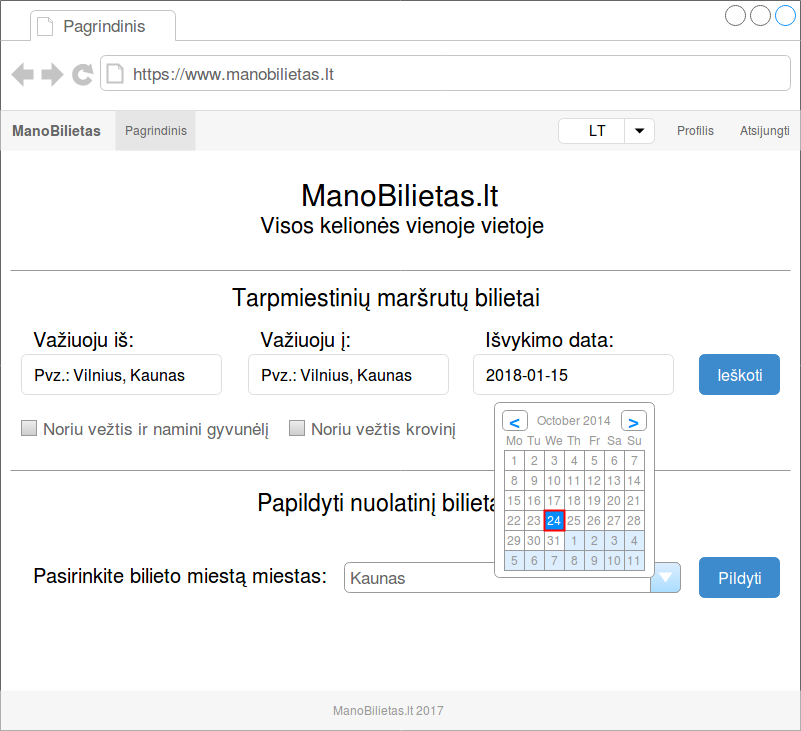 Pagrindinis
https://www.manobilietas.lt
ManoBilietas Pagrindinis LT Profilis Atsijungti
ManoBilietas.lt
Visos kelionės vienoje vietoje
Tarpmiestinių maršrutų bilietai
Važiuoju iš: Važiuoju į: Išvykimo data:
Pvz.: Vilnius, Kaunas Pvz.: Vilnius, Kaunas 2018-01-15 Ieškoti
Noriu vežtis ir namini gyvunėlį Noriu vežtis krovinį
< October 2014 >
Mo Tu We Th Fr Sa Su
1 2 3 4 5 6 7
8 9 10 11 12 13 14
15 16 17 18 19 20 21
22 23 24 25 26 27 28
29 30 31 1 2 3 4
5 6 7 8 9 10 11
Papildyti nuolatinį bilieta
Pasirinkite bilieto miestą miestas: Kaunas Pildyti
ManoBilietas.lt 2017